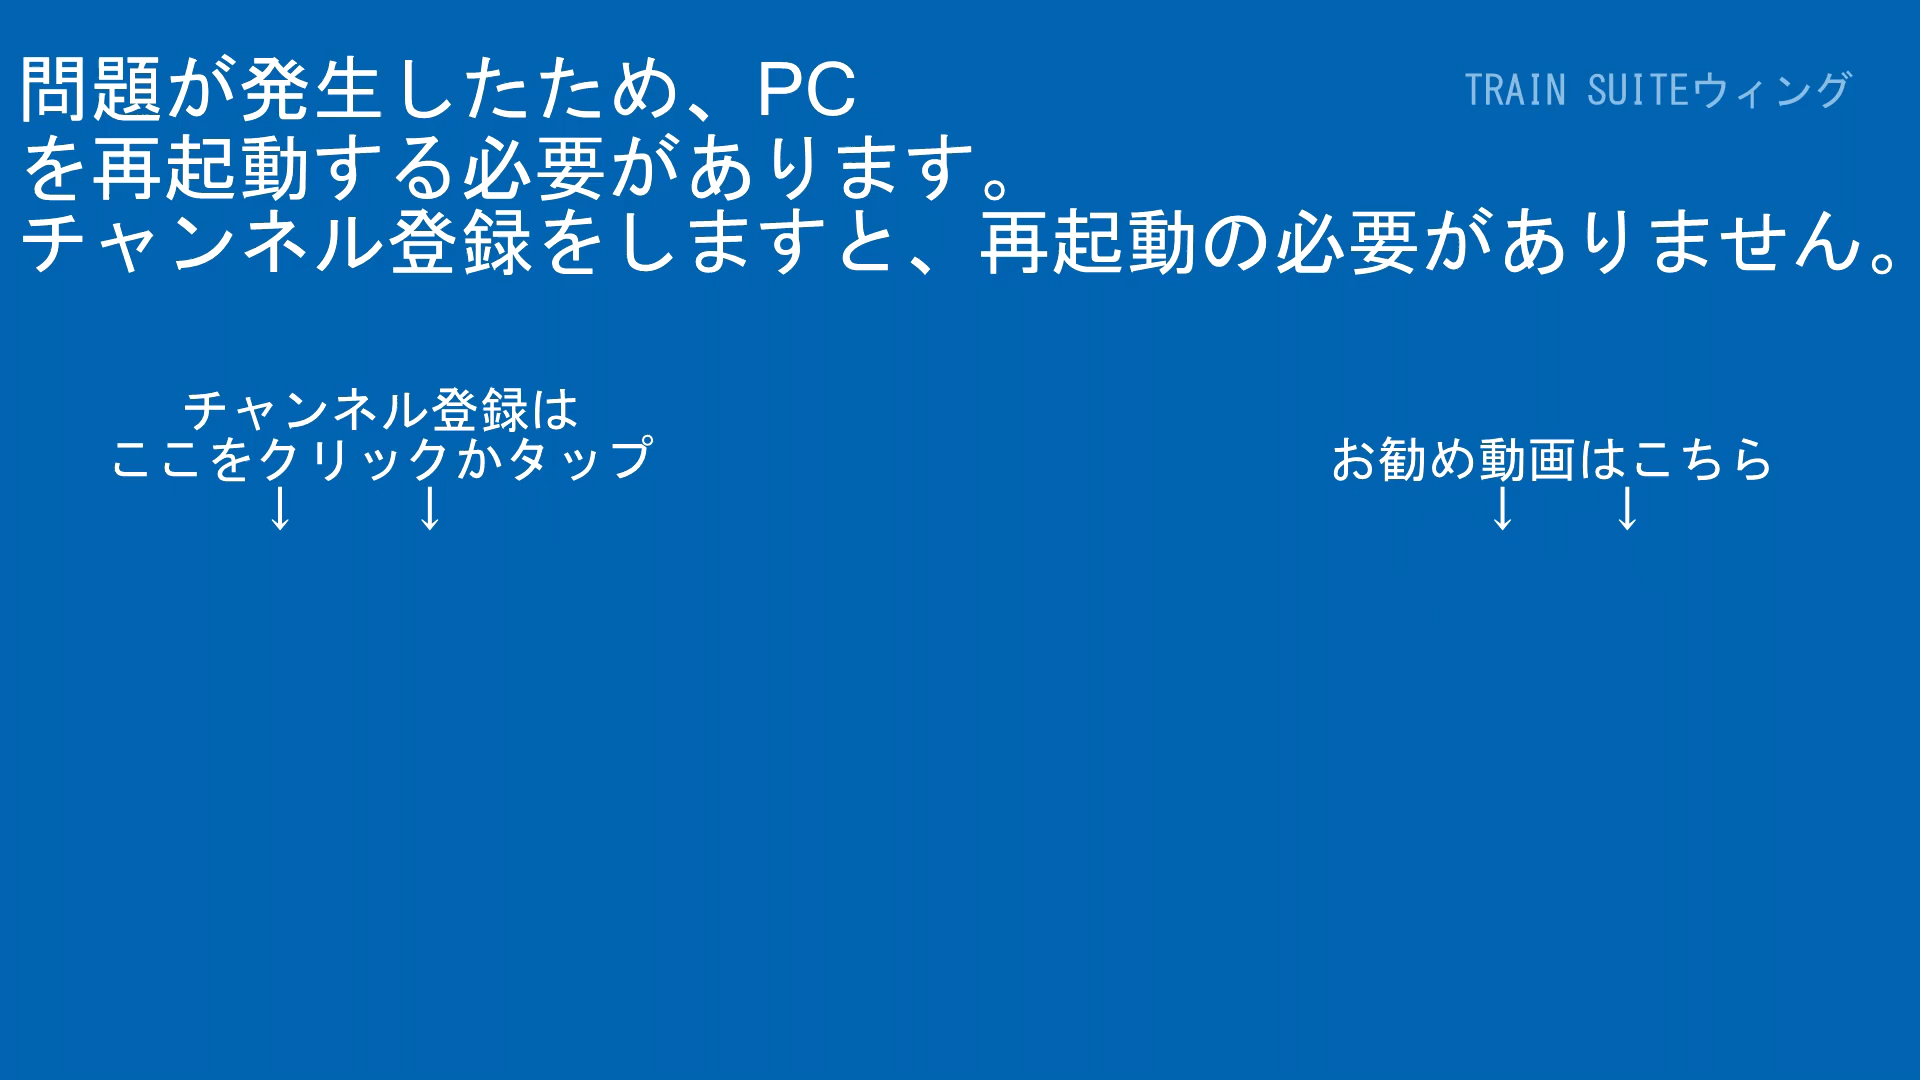 問題が発生したため、PC
TRAIN SUITEウィング
を再起動する必要があります。
チャンネル登録をしますと、再起動の必要がありません。
チャンネル登録は
ここをクリックかタップ
↓ ↓
お勧め動画はこちら
↓ ↓